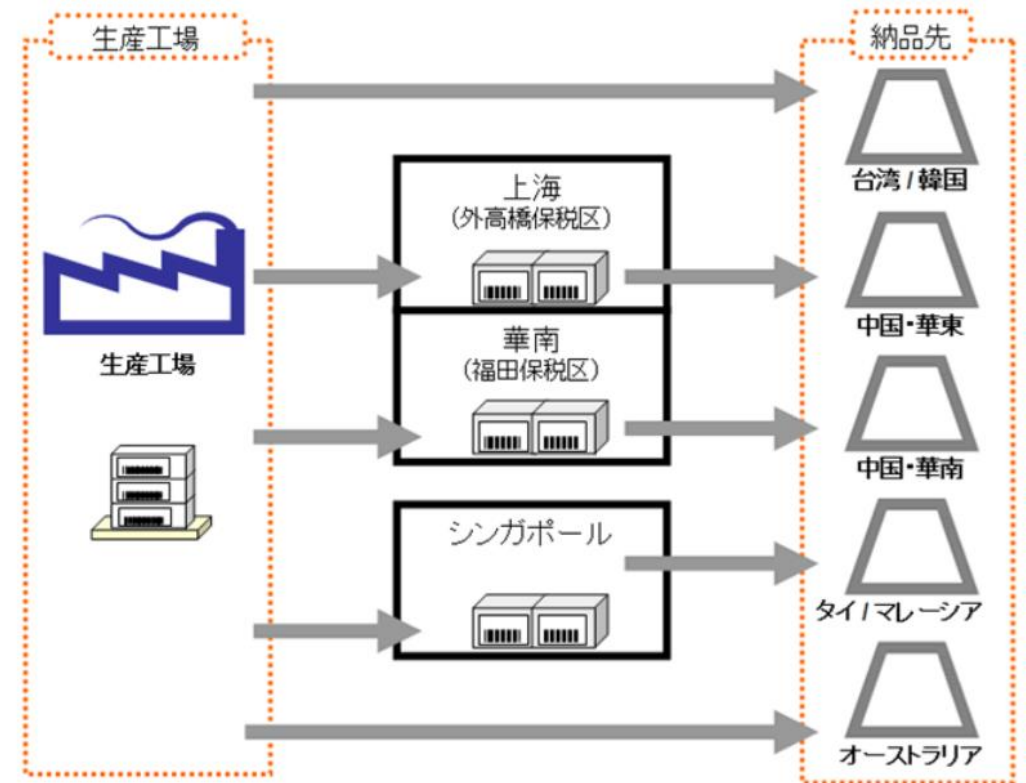 生産工場
納品先
台湾 / 韓国
上海
(外高橋保税区)
中国・華東
生産工場
華南
(福田保税区)
中国・華南
シンガポール
タイ / マレーシア
オーストラリア